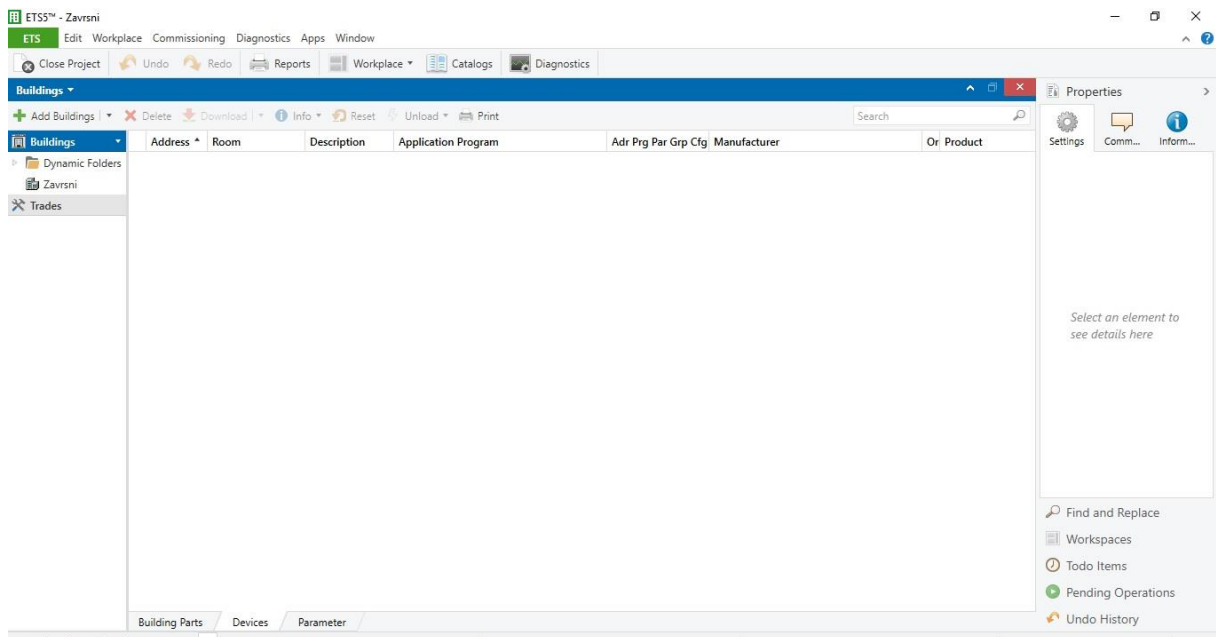 ETS5™ - Zavrsni
ETS Edit Workplace Commissioning Diagnostics Apps Window
Close Project Undo Redo Reports Workplace Catalogs Diagnostics
Buildings
Add Buildings Delete Download Info Reset Unload Print Search
Buildings
Address Room Description Application Program Adr Prg Par Grp Cfg Manufacturer Or Product
Dynamic Folders
Zavrsni
Trades
Building Parts Devices Parameter
Properties
Settings Comm... Inform...
Select an element to
see details here
Find and Replace
Workspaces
Todo Items
Pending Operations
Undo History